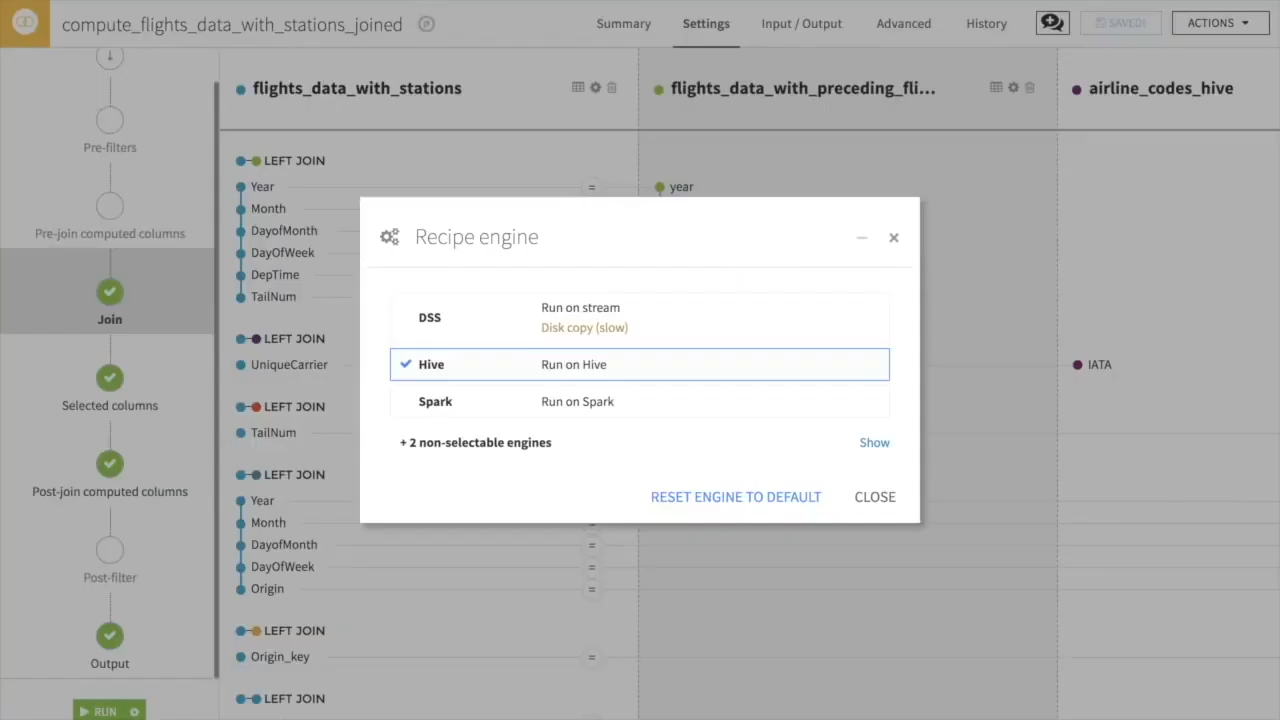 compute_flights_data_with_stations_joined
Summary
Settings
Input / Output
Advanced
History
SAVED!
ACTIONS
Pre-filters
Pre-join computed columns
Join
Selected columns
Post-join computed columns
Post-filter
Output
RUN
flights_data_with_stations
flights_data_with_preceding_fli...
airline_codes_hive
LEFT JOIN
Year = year
Month
DayofMonth
DayOfWeek
DepTime
TailNum
LEFT JOIN
UniqueCarrier
IATA
LEFT JOIN
TailNum
LEFT JOIN
Year
Month =
DayofMonth =
DayOfWeek =
Origin =
LEFT JOIN
Origin_key =
LEFT JOIN
Recipe engine
DSS
Run on stream
Disk copy (slow)
Hive Run on Hive
Spark Run on Spark
+ 2 non-selectable engines Show
RESET ENGINE TO DEFAULT CLOSE